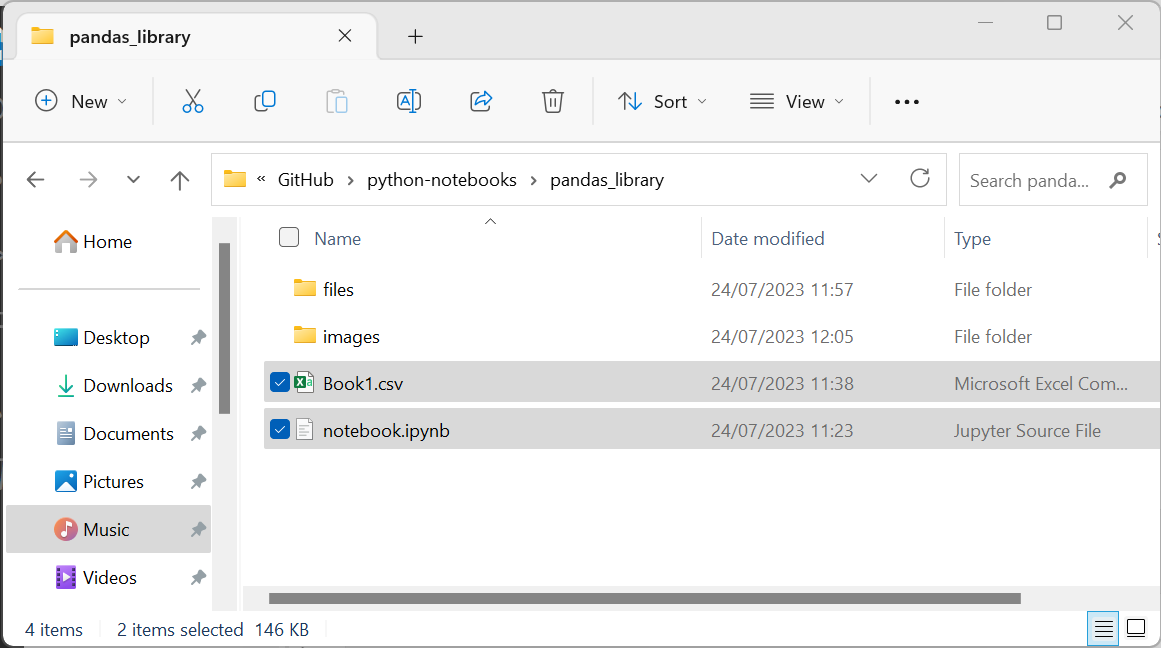 pandas_library
New
Sort
View
« GitHub > python-notebooks > pandas_library
Search panda...
Home
Desktop
Downloads
Documents
Pictures
Music
Videos
Name Date modified Type
files 24/07/2023 11:57 File folder
images 24/07/2023 12:05 File folder
Book1.csv 24/07/2023 11:38 Microsoft Excel Com...
notebook.ipynb 24/07/2023 11:23 Jupyter Source File
4 items 2 items selected 146 KB